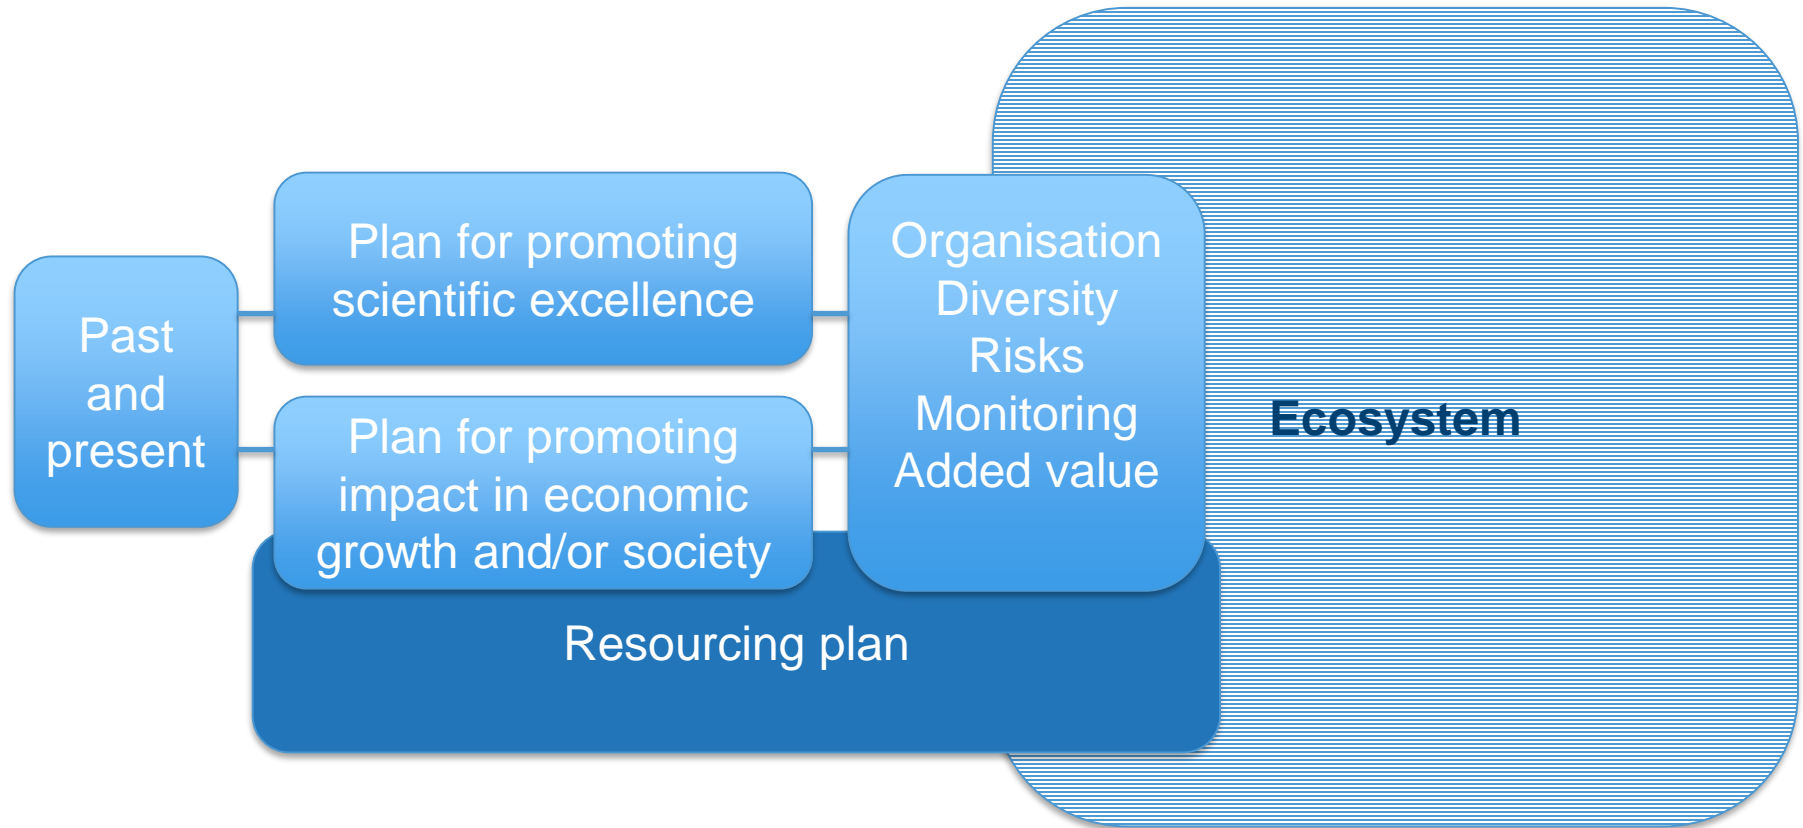 Past
and
present
Plan for promoting
scientific excellence
Plan for promoting
impact in economic
growth and/or society
Organisation
Diversity
Risks
Monitoring
Added value
Resourcing plan
Ecosystem